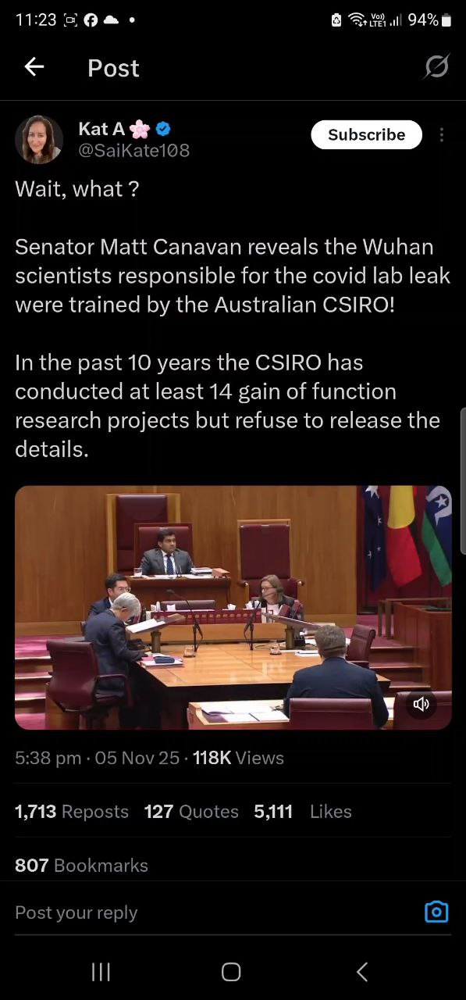 11:23
Vo) LTE1 94%
Post
Kat A
@SaiKate108
Subscribe
Wait, what ?
Senator Matt Canavan reveals the Wuhan
scientists responsible for the covid lab leak
were trained by the Australian CSIRO!
In the past 10 years the CSIRO has
conducted at least 14 gain of function
research projects but refuse to release the
details.
5:38 pm · 05 Nov 25 · 118K Views
1,713 Reposts 127 Quotes 5,111 Likes
807 Bookmarks
Post your reply